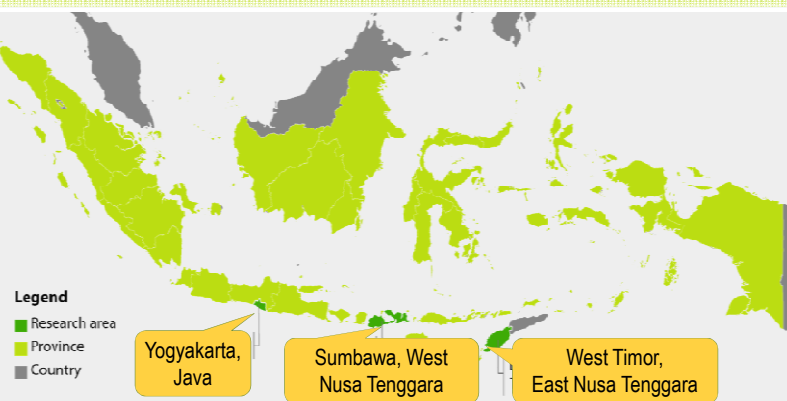 Legend
Research area
Province
Country
Yogyakarta,
Java
Sumbawa, West
Nusa Tenggara
West Timor,
East Nusa Tenggara